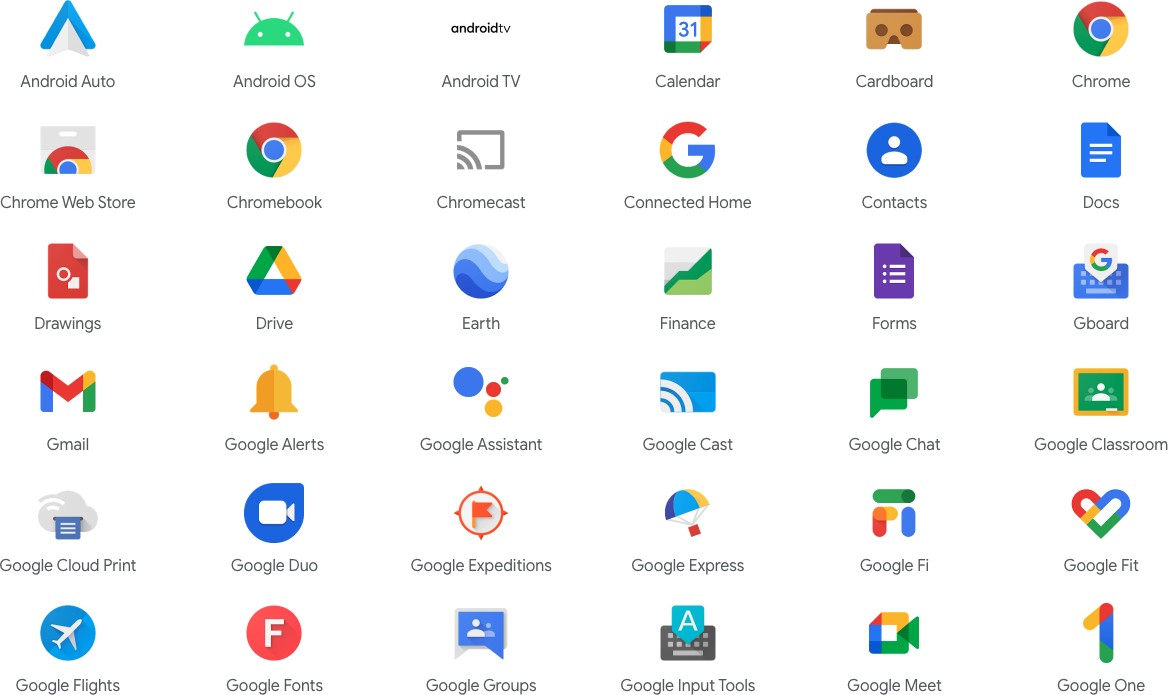 androidtv
31
Android Auto
Android OS
Android TV
Calendar
Cardboard
Chrome
G
Chrome Web Store
Chromebook
Chromecast
Connected Home
Contacts
Docs
G
Drawings
Drive
Earth
Finance
Forms
Gboard
M
Gmail
Google Alerts
Google Assistant
Google Cast
Google Chat
Google Classroom
Fi
Google Cloud Print
Google Duo
Google Expeditions
Google Express
Google Fi
Google Fit
F
A
1
Google Flights
Google Fonts
Google Groups
Google Input Tools
Google Meet
Google One